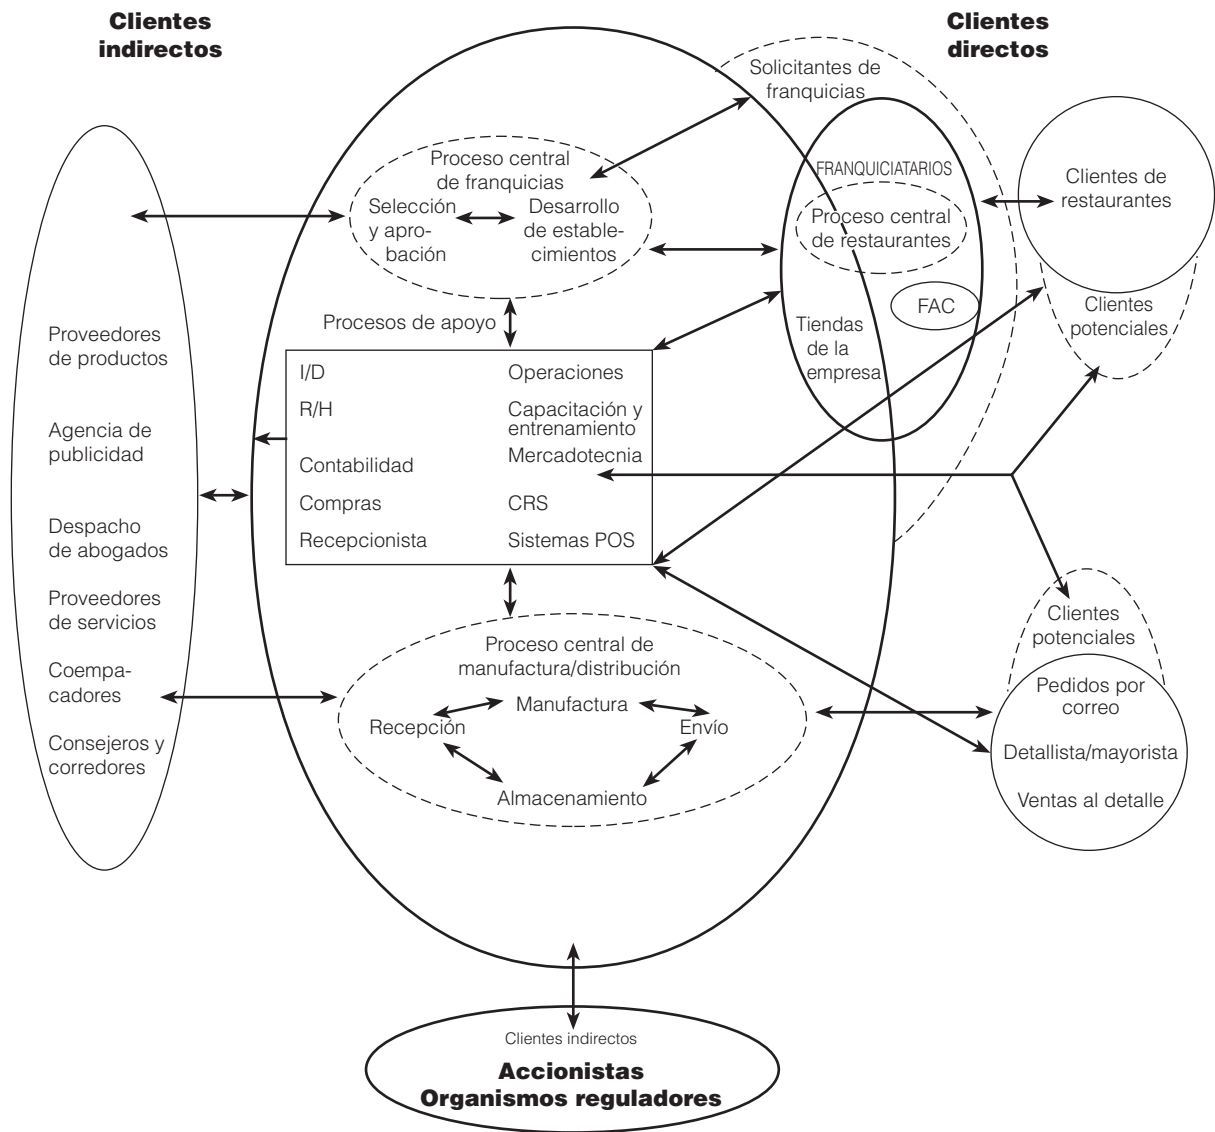 Clientes
indirectos
Clientes
directos
Solicitantes de
franquicias
Proceso central
de franquicias
Selección
y apro-
bación
Desarrollo
de estable-
cimientos
FRANQUICIATARIOS
Proceso central
de restaurantes
FAC
Tiendas
de la
empresa
Clientes de
restaurantes
Clientes
potenciales
Procesos de apoyo
I/D
R/H
Contabilidad
Compras
Recepcionista
Operaciones
Capacitación y
entrenamiento
Mercadotecnia
CRS
Sistemas POS
Proveedores
de productos
Agencia de
publicidad
Despacho
de abogados
Proveedores
de servicios
Coempa-
cadores
Consejeros y
corredores
Proceso central de
manufactura/distribución
Manufactura
Recepción
Envío
Almacenamiento
Clientes
potenciales
Pedidos por
correo
Detallista/mayorista
Ventas al detalle
Clientes indirectos
Accionistas
Organismos reguladores